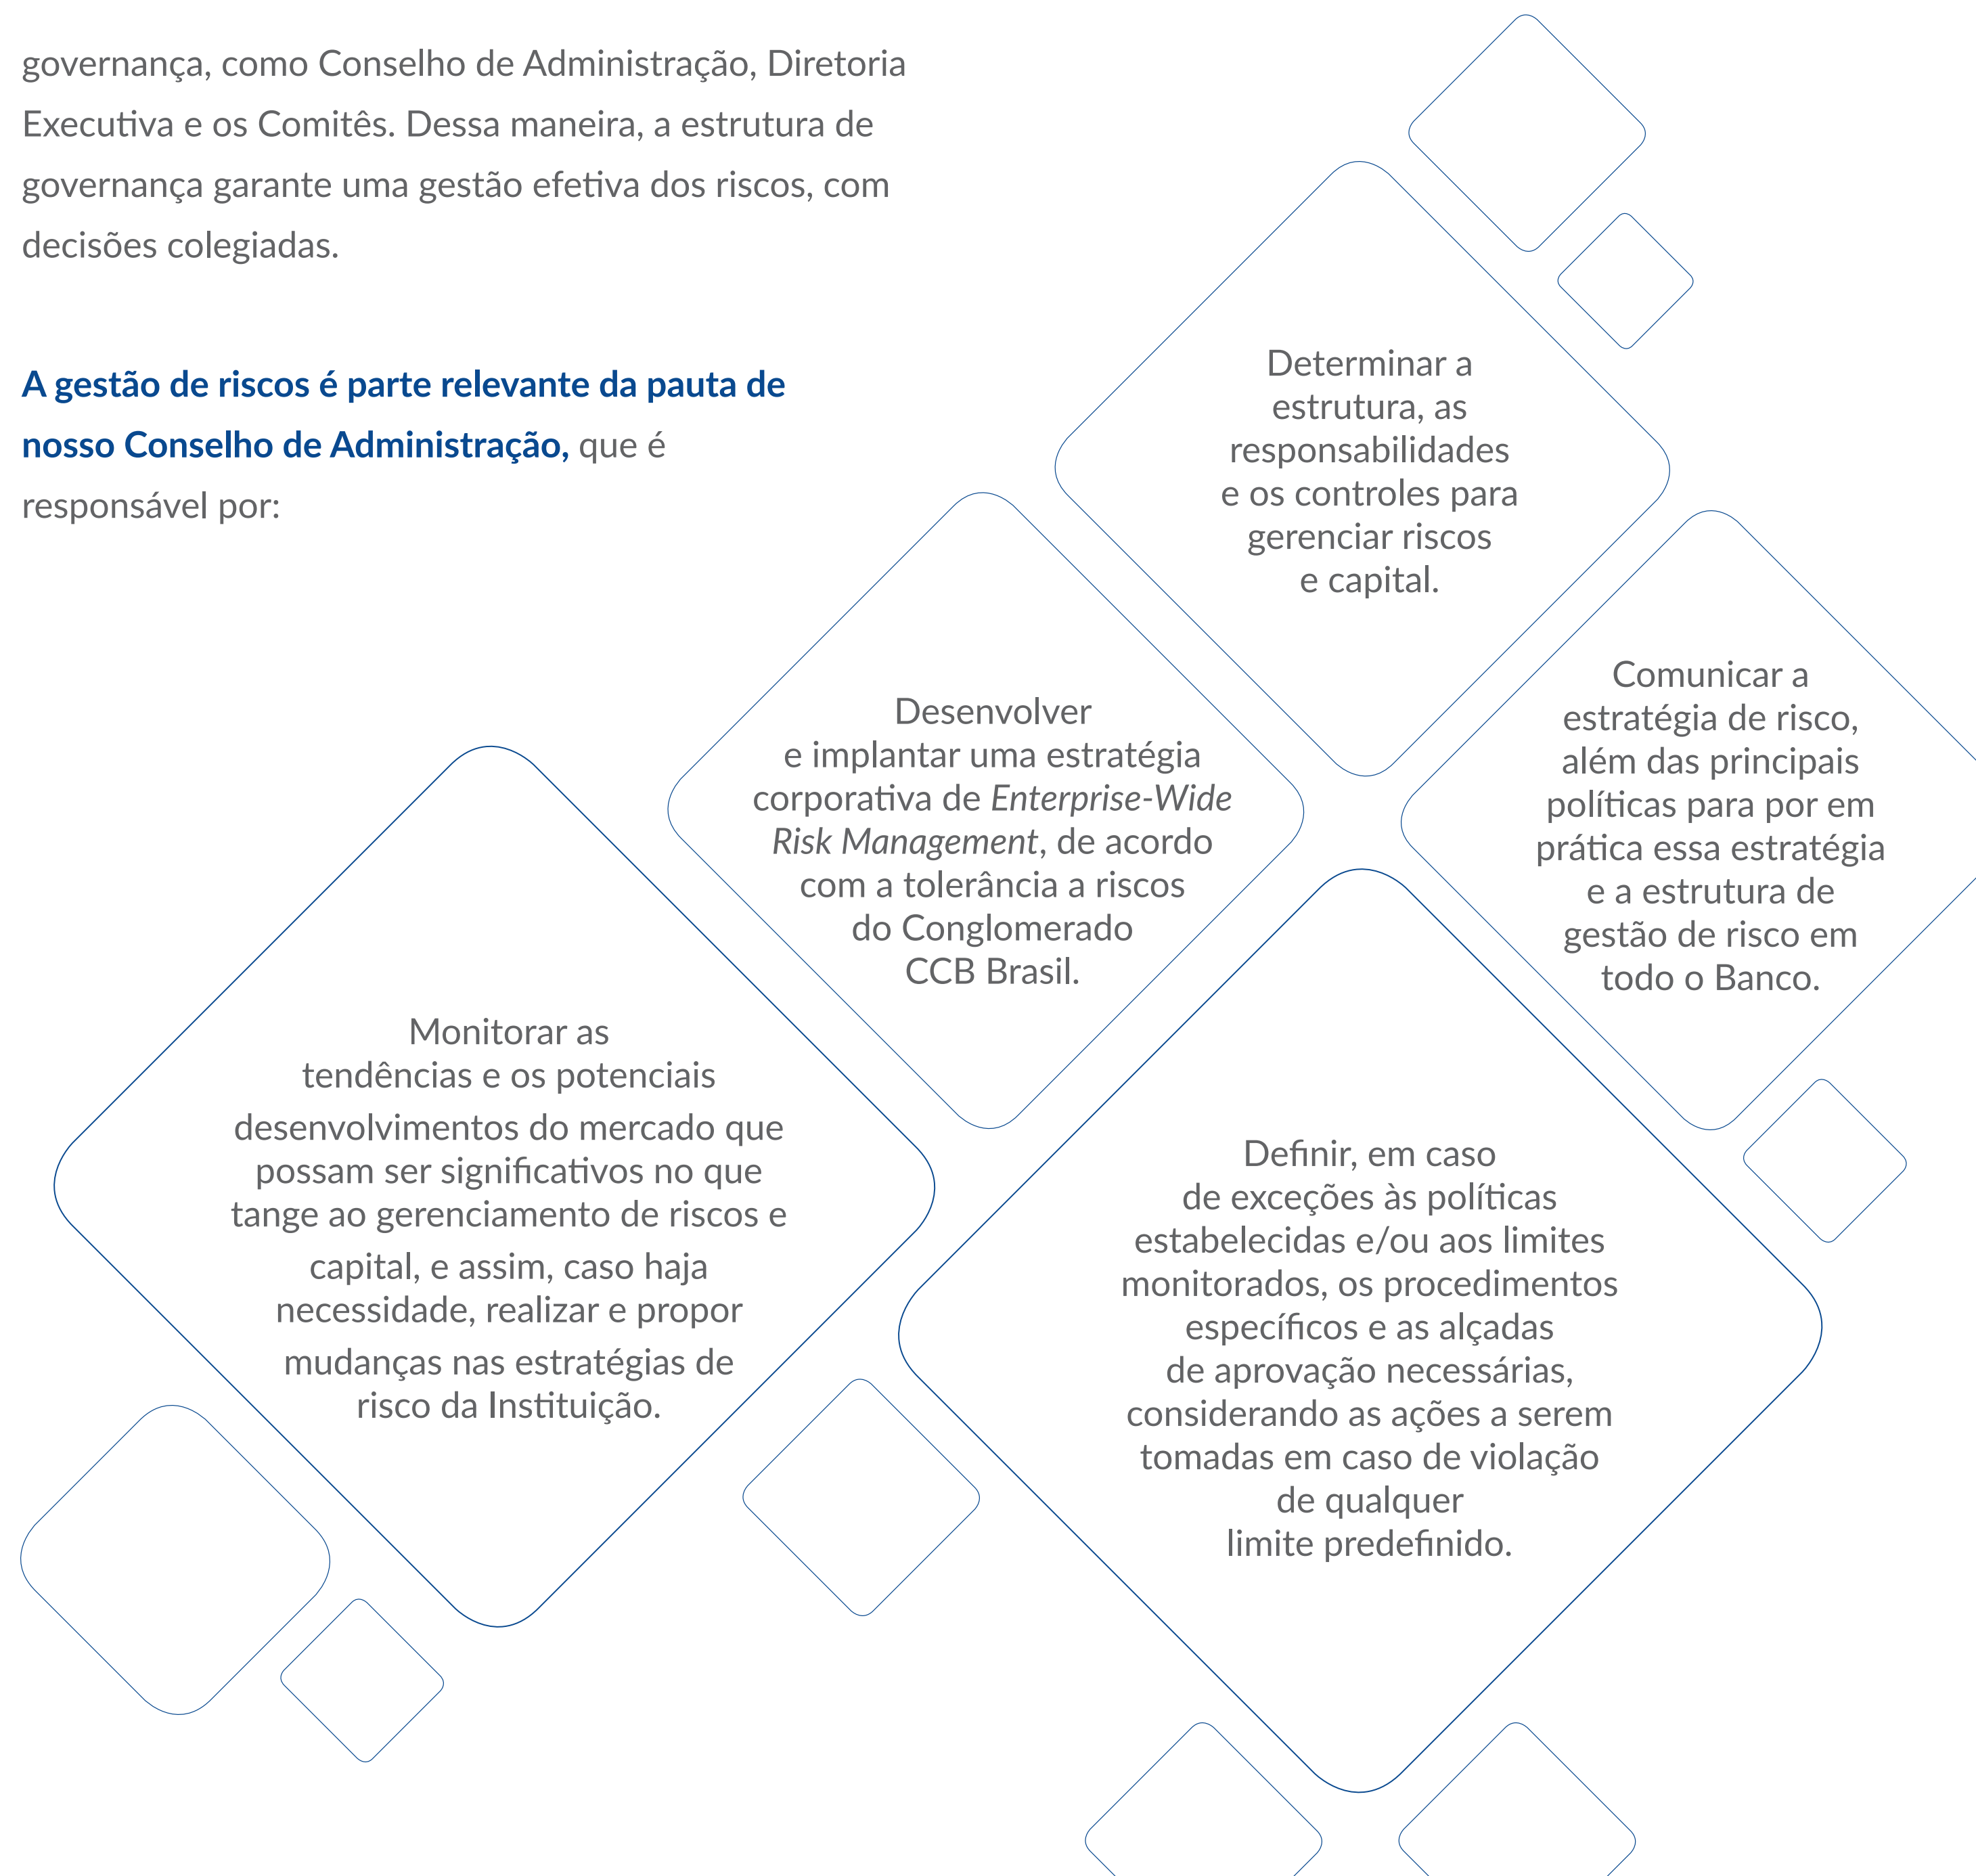 governança, como Conselho de Administração, Diretoria
Executiva e os Comitês. Dessa maneira, a estrutura de
governança garante uma gestão efetiva dos riscos, com
decisões colegiadas.
A gestão de riscos é parte relevante da pauta de
nosso Conselho de Administração, que é
responsável por:
Determinar a
estrutura, as
responsabilidades
e os controles para
gerenciar riscos
e capital.
Desenvolver
e implantar uma estratégia
corporativa de Enterprise-Wide
Risk Management, de acordo
com a tolerância a riscos
do Conglomerado
CCB Brasil.
Comunicar a
estratégia de risco,
além das principais
políticas para por em
prática essa estratégia
e a estrutura de
gestão de risco em
todo o Banco.
Monitorar as
tendências e os potenciais
desenvolvimentos do mercado que
possam ser significativos no que
tange ao gerenciamento de riscos e
capital, e assim, caso haja
necessidade, realizar e propor
mudanças nas estratégias de
risco da Instituição.
Definir, em caso
de exceções às políticas
estabelecidas e/ou aos limites
monitorados, os procedimentos
específicos e as alçadas
de aprovação necessárias,
considerando as ações a serem
tomadas em caso de violação
de qualquer
limite predefinido.